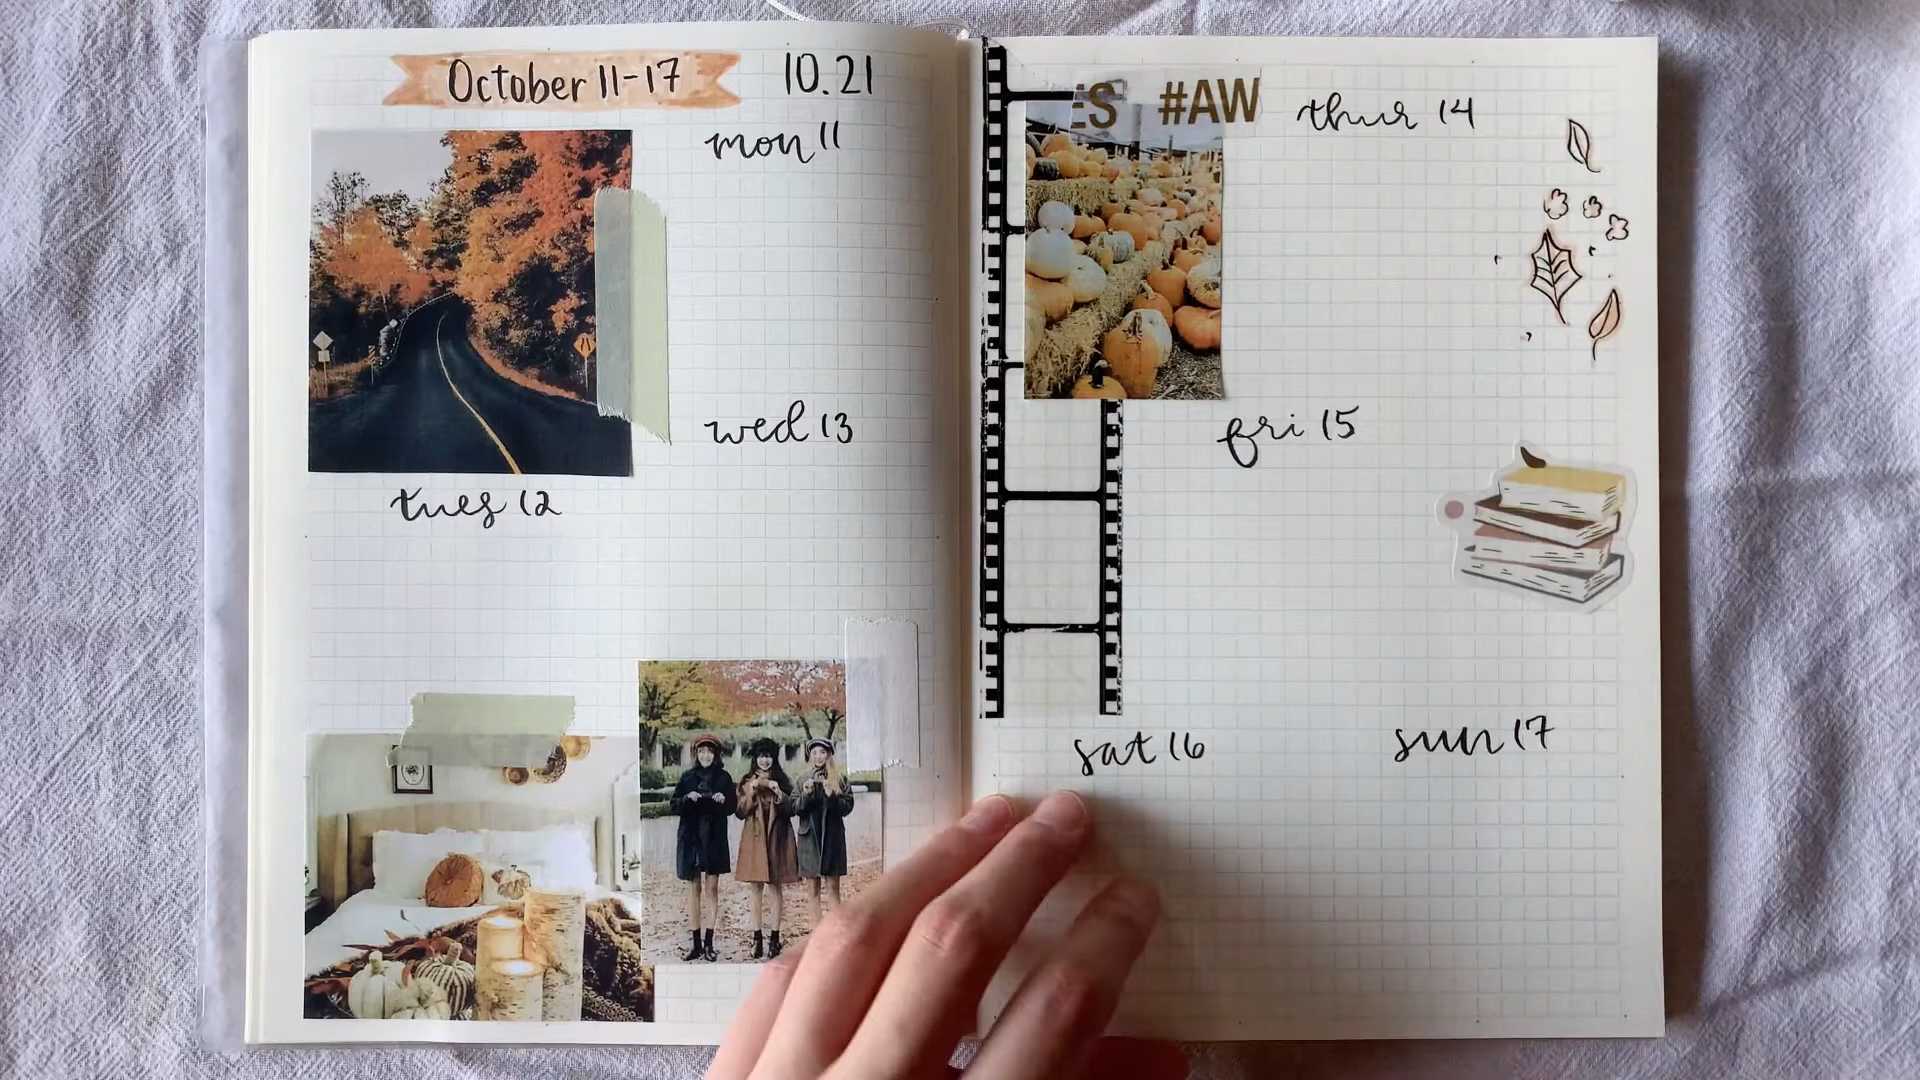 October 11-17
10.21
mon 11
tues 12
wed 13
ES #AW
thur 14
fri 15
sat 16
sun 17